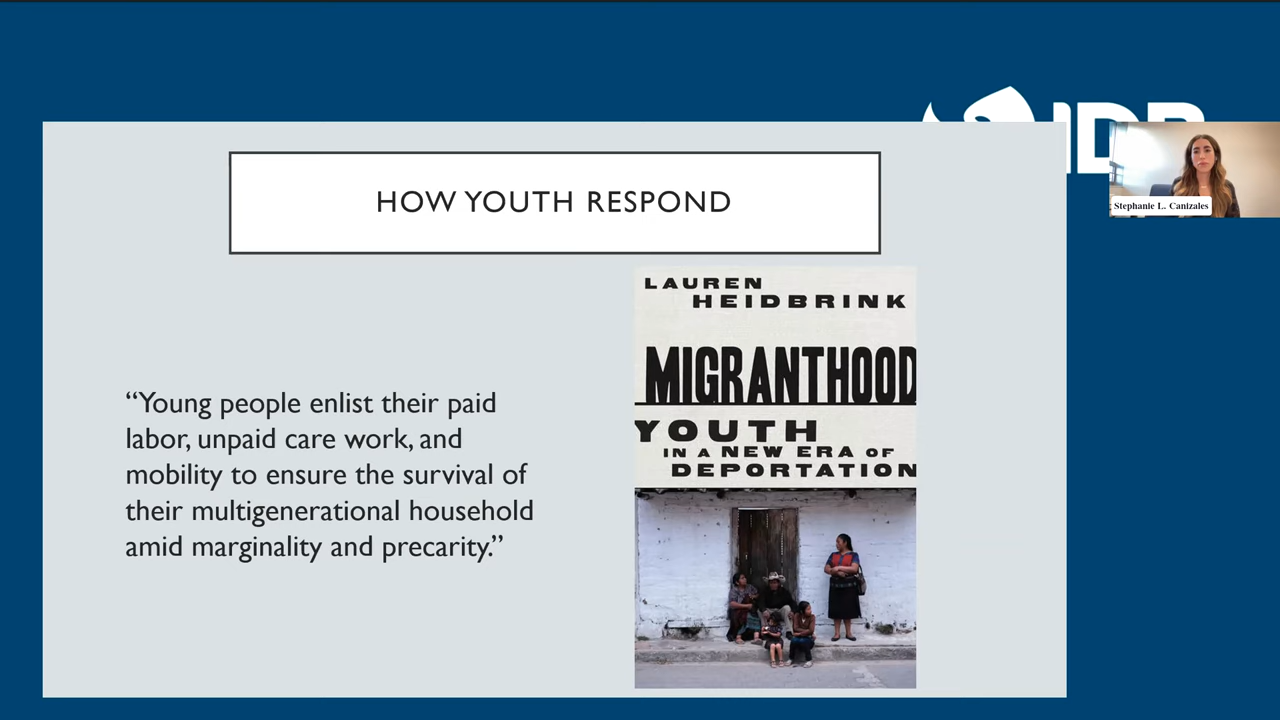 IDB
Stephanie L. Canizales
HOW YOUTH RESPOND
“Young people enlist their paid
labor, unpaid care work, and
mobility to ensure the survival of
their multigenerational household
amid marginality and precarity.”
LAUREN
HEIDBRINK
MIGRANTHOOD
YOUTH
IN A NEW ERA OF
DEPORTATION